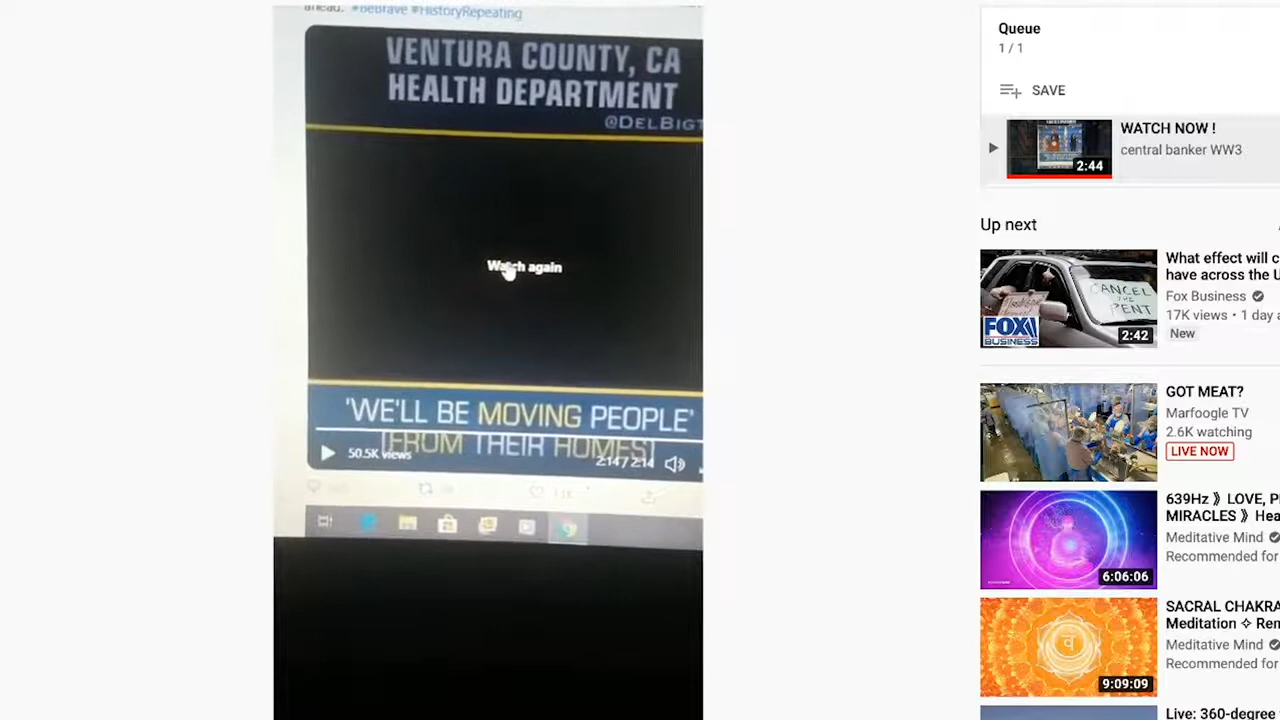 ahead. #BeBrave #HistoryRepeating
VENTURA COUNTY, CA
HEALTH DEPARTMENT
@DELBIGT
Watch again
'WE'LL BE MOVING PEOPLE'
[FROM THEIR HOMES]
50.5K views
2:14 / 2:14
Queue
1 / 1
SAVE
WATCH NOW !
central banker WW3
2:44
Up next
What effect will c
have across the U
Fox Business
17K views • 1 day a
New
CANCEL
THE
RENT
FOX
BUSINESS
2:42
GOT MEAT?
Marfoogle TV
2.6K watching
LIVE NOW
639Hz 》 LOVE, P
MIRACLES 》 Hea
Meditative Mind
Recommended for
6:06:06
SACRAL CHAKRA
Meditation ✧ Rem
Meditative Mind
Recommended for
वं
9:09:09
Live: 360-degree